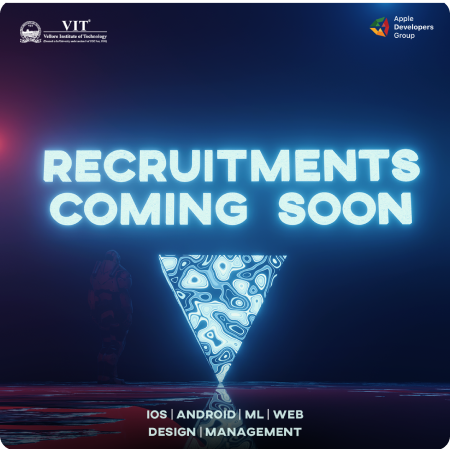 VIT®
Vellore Institute of Technology
Apple
Developers
Group
RECRUITMENTS
COMING SOON
IOS | ANDROID | ML | WEB
DESIGN | MANAGEMENT